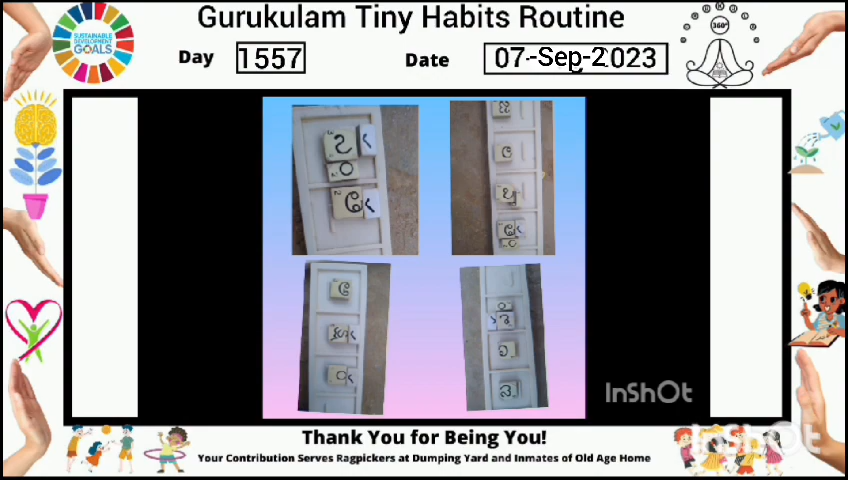 Gurukulam Tiny Habits Routine
SUSTAINABLE DEVELOPMENT GOALS
Day 1557 Date 07-Sep-2023
360°
InShOt
Thank You for Being You!
InShOt
Your Contribution Serves Ragpickers at Dumping Yard and Inmates of Old Age Home